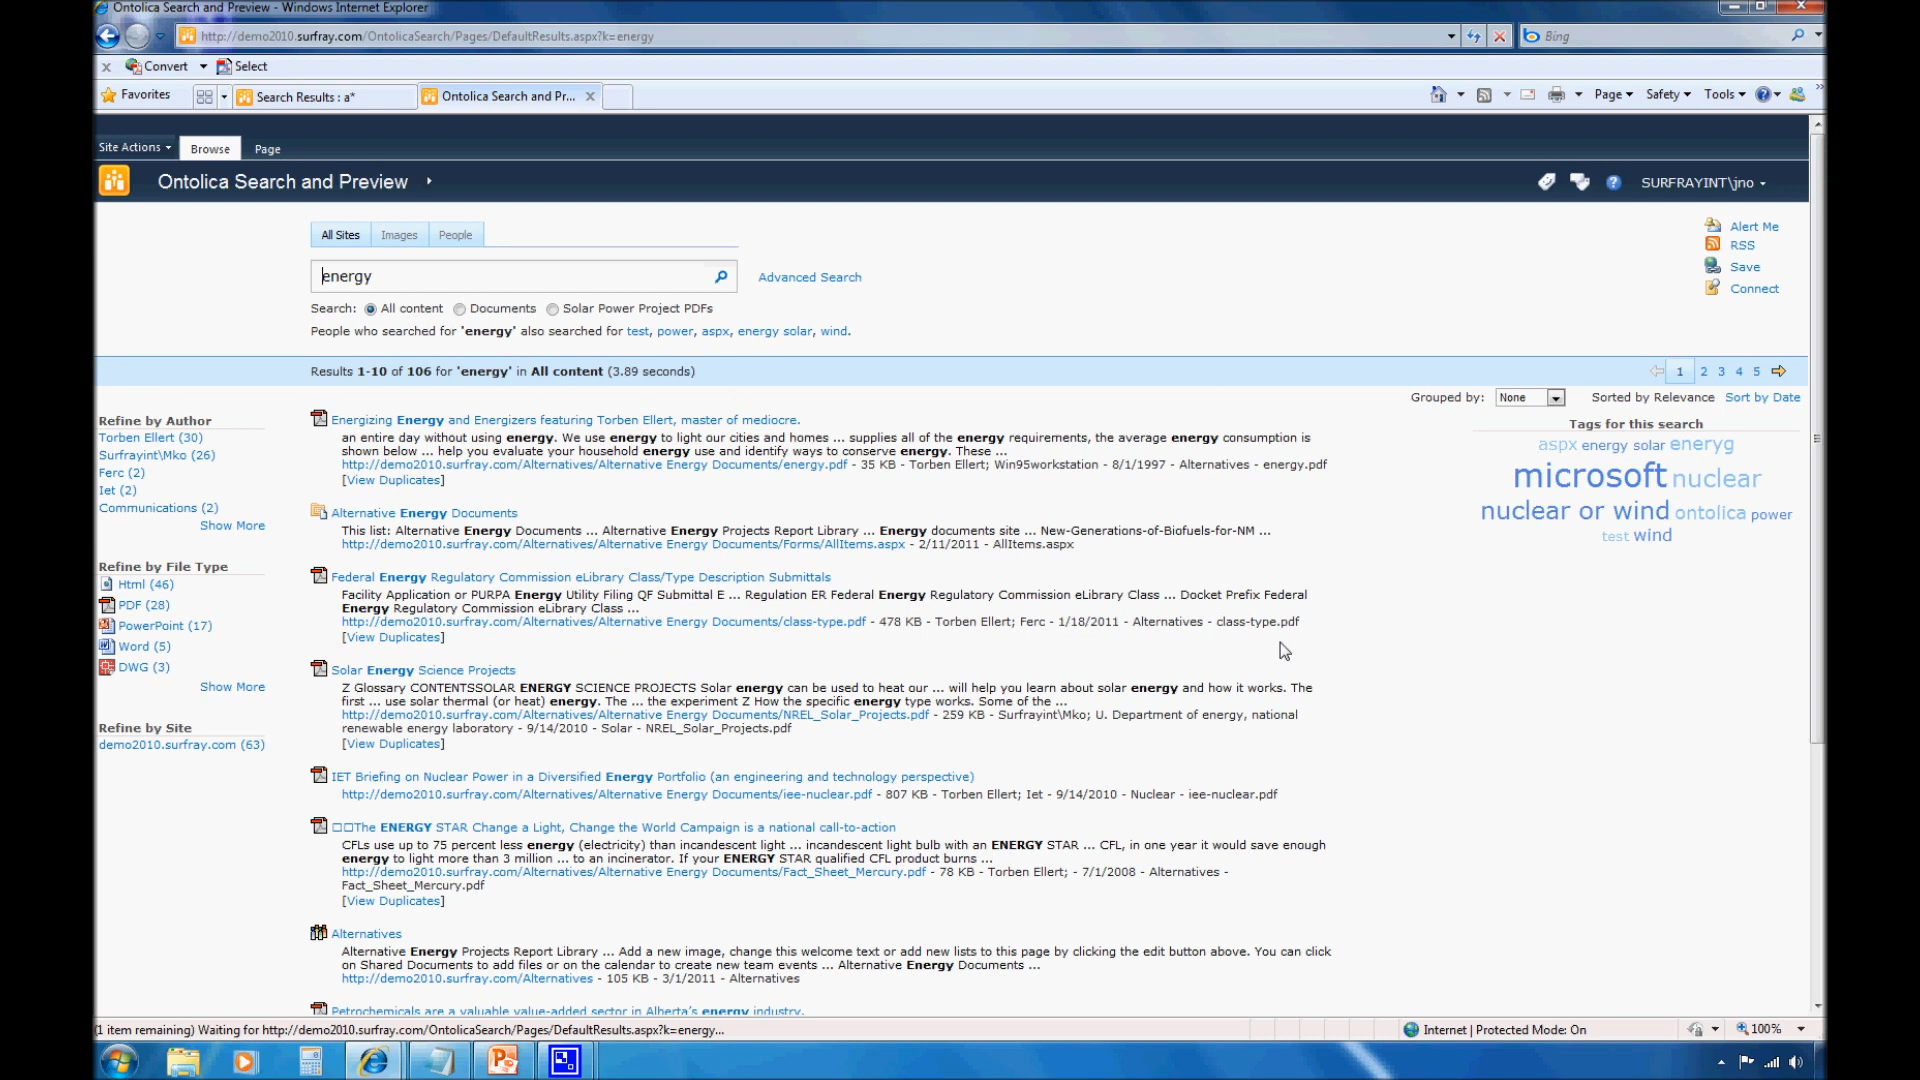 Ontolica Search and Preview - Windows Internet Explorer
http://demo2010.surfray.com/OntolicaSearch/Pages/DefaultResults.aspx?k=energy
Bing
x Convert Select
Favorites Search Results : a* Ontolica Search and Pr... x Page Safety Tools »
Site Actions Browse Page
Ontolica Search and Preview SURFRAYINT\jno
All Sites Images People
Alert Me
RSS
Save
Connect
energy Advanced Search
Search: All content Documents Solar Power Project PDFs
People who searched for 'energy' also searched for test, power, aspx, energy solar, wind.
Results 1-10 of 106 for 'energy' in All content (3.89 seconds) 1 2 3 4 5
Grouped by: None Sorted by Relevance Sort by Date
Refine by Author
Torben Ellert (30)
Surfrayint\Mko (26)
Ferc (2)
Iet (2)
Communications (2)
Show More
Refine by File Type
Html (46)
PDF (28)
PowerPoint (17)
Word (5)
DWG (3)
Show More
Refine by Site
demo2010.surfray.com (63)
Energizing Energy and Energizers featuring Torben Ellert, master of mediocre.
an entire day without using energy. We use energy to light our cities and homes ... supplies all of the energy requirements, the average energy consumption is
shown below ... help you evaluate your household energy use and identify ways to conserve energy. These ...
http://demo2010.surfray.com/Alternatives/Alternative Energy Documents/energy.pdf - 35 KB - Torben Ellert; Win95workstation - 8/1/1997 - Alternatives - energy.pdf
[View Duplicates]
Alternative Energy Documents
This list: Alternative Energy Documents ... Alternative Energy Projects Report Library ... Energy documents site ... New-Generations-of-Biofuels-for-NM ...
http://demo2010.surfray.com/Alternatives/Alternative Energy Documents/Forms/AllItems.aspx - 2/11/2011 - AllItems.aspx
Federal Energy Regulatory Commission eLibrary Class/Type Description Submittals
Facility Application or PURPA Energy Utility Filing QF Submittal E ... Regulation ER Federal Energy Regulatory Commission eLibrary Class ... Docket Prefix Federal
Energy Regulatory Commission eLibrary Class ...
http://demo2010.surfray.com/Alternatives/Alternative Energy Documents/class-type.pdf - 478 KB - Torben Ellert; Ferc - 1/18/2011 - Alternatives - class-type.pdf
[View Duplicates]
Solar Energy Science Projects
Z Glossary CONTENTSSOLAR ENERGY SCIENCE PROJECTS Solar energy can be used to heat our ... will help you learn about solar energy and how it works. The
first ... use solar thermal (or heat) energy. The ... the experiment Z How the specific energy type works. Some of the ...
http://demo2010.surfray.com/Alternatives/Alternative Energy Documents/NREL_Solar_Projects.pdf - 259 KB - Surfrayint\Mko; U. Department of energy, national
renewable energy laboratory - 9/14/2010 - Solar - NREL_Solar_Projects.pdf
[View Duplicates]
IET Briefing on Nuclear Power in a Diversified Energy Portfolio (an engineering and technology perspective)
http://demo2010.surfray.com/Alternatives/Alternative Energy Documents/iee-nuclear.pdf - 807 KB - Torben Ellert; Iet - 9/14/2010 - Nuclear - iee-nuclear.pdf
□□The ENERGY STAR Change a Light, Change the World Campaign is a national call-to-action
CFLs use up to 75 percent less energy (electricity) than incandescent light ... incandescent light bulb with an ENERGY STAR ... CFL, in one year it would save enough
energy to light more than 3 million ... to an incinerator. If your ENERGY STAR qualified CFL product burns ...
http://demo2010.surfray.com/Alternatives/Alternative Energy Documents/Fact_Sheet_Mercury.pdf - 78 KB - Torben Ellert; - 7/1/2008 - Alternatives -
Fact_Sheet_Mercury.pdf
[View Duplicates]
Alternatives
Alternative Energy Projects Report Library ... Add a new image, change this welcome text or add new lists to this page by clicking the edit button above. You can click
on Shared Documents to add files or on the calendar to create new team events ... Alternative Energy Documents ...
http://demo2010.surfray.com/Alternatives - 105 KB - 3/1/2011 - Alternatives
Petrochemicals are a valuable value-added sector in Alberta's energy industry.
Tags for this search
aspx energy solar eneryg
microsoft nuclear
nuclear or wind ontolica power
test wind
(1 item remaining) Waiting for http://demo2010.surfray.com/OntolicaSearch/Pages/DefaultResults.aspx?k=energy...
Internet | Protected Mode: On 100%